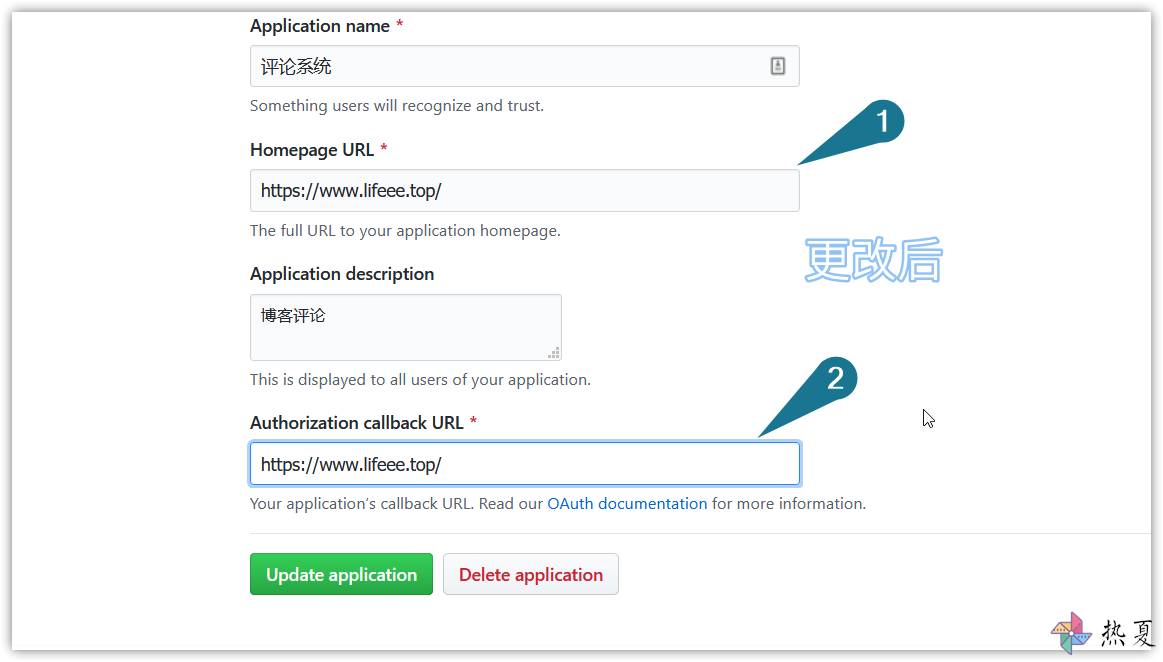 Application name *
评论系统
Something users will recognize and trust.
1
Homepage URL *
https://www.lifeee.top/
The full URL to your application homepage.
更改后
Application description
博客评论
This is displayed to all users of your application.
2
Authorization callback URL *
https://www.lifeee.top/
Your application's callback URL. Read our OAuth documentation for more information.
Update application
Delete application
热夏